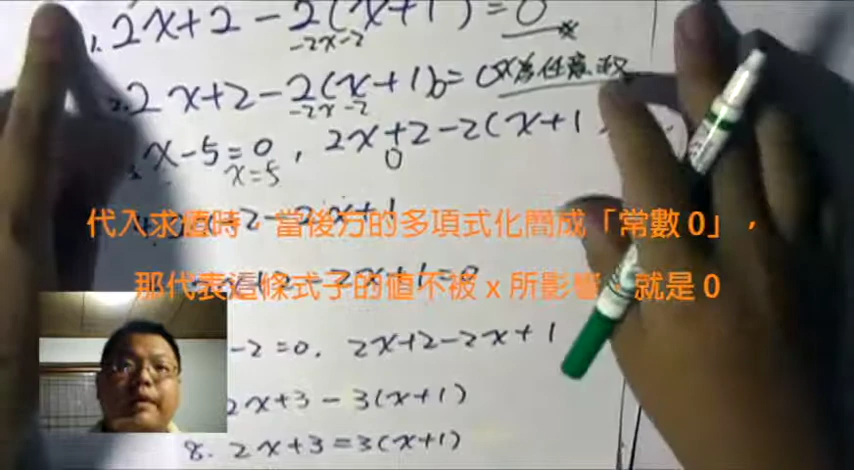 1. 2x+2-2(x+1)=0
-2x-2
2x+2-2(x+1)=0 x為任意數
-2x-2 0
x-5=0, 2x+2-2(x+1
x=5 0
代入求值時，當後方的多項式化簡成「常數 0」，
那代表這條式子的值不被 x 所影響，就是 0
-2=0. 2x+2-2x+1
2x+3-3(x+1)
8. 2x+3=3(x+1)